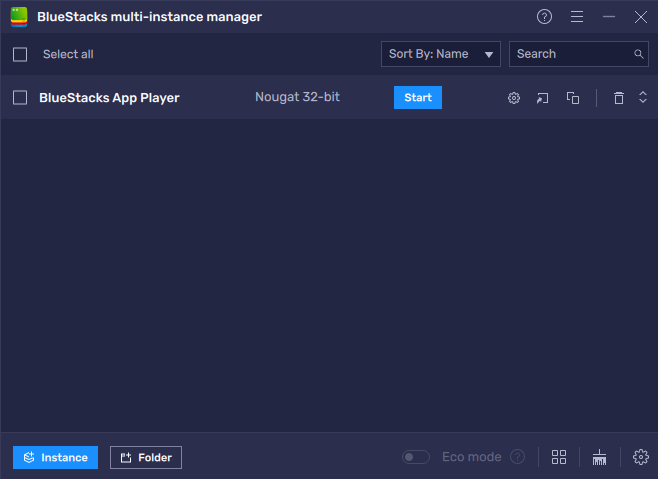 BlueStacks multi-instance manager
Select all
Sort By: Name
Search
BlueStacks App Player
Nougat 32-bit
Start
Instance
Folder
Eco mode